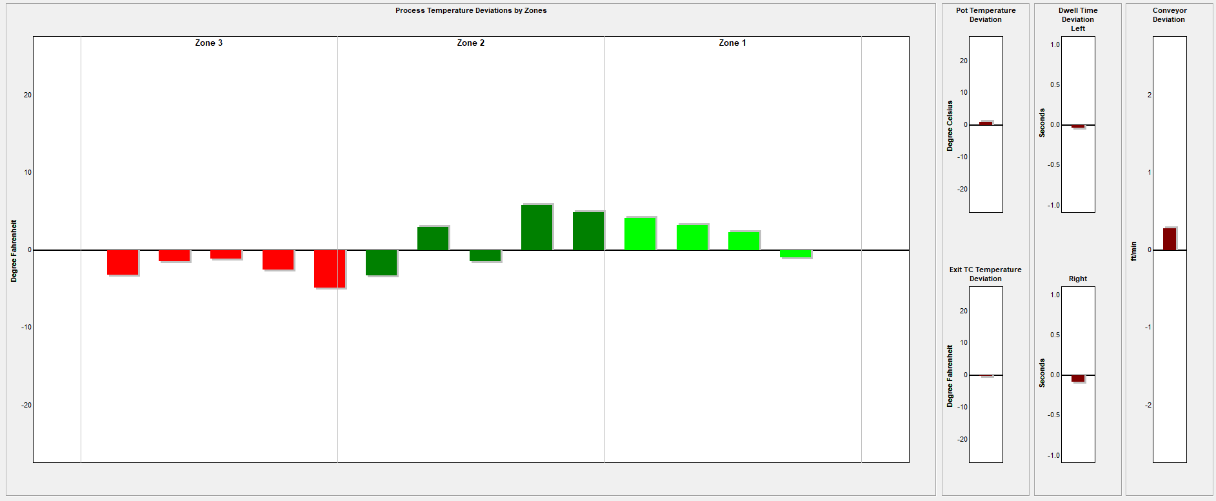 Process Temperature Deviations by Zones
Zone 3
Zone 2
Zone 1
Degree Fahrenheit
20
10
0
-10
-20
Pot Temperature
Deviation
Degree Celsius
20
10
0
-10
-20
Exit TC Temperature
Deviation
Degree Fahrenheit
20
10
0
-10
-20
Dwell Time
Deviation
Left
Seconds
1.0
0.5
0.0
-0.5
-1.0
Right
Seconds
1.0
0.5
0.0
-0.5
-1.0
Conveyor
Deviation
ft/min
2
1
0
-1
-2